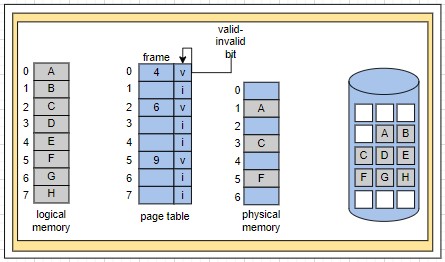 valid-
invalid
bit
frame
0 A
1 B
2 C
3 D
4 E
5 F
6 G
7 H
logical
memory
0 4 v
1 i
2 6 v
3 i
4 i
5 9 v
6 i
7 i
page table
0
1 A
2
3 C
4
5 F
6
physical
memory
A B
C D E
F G H